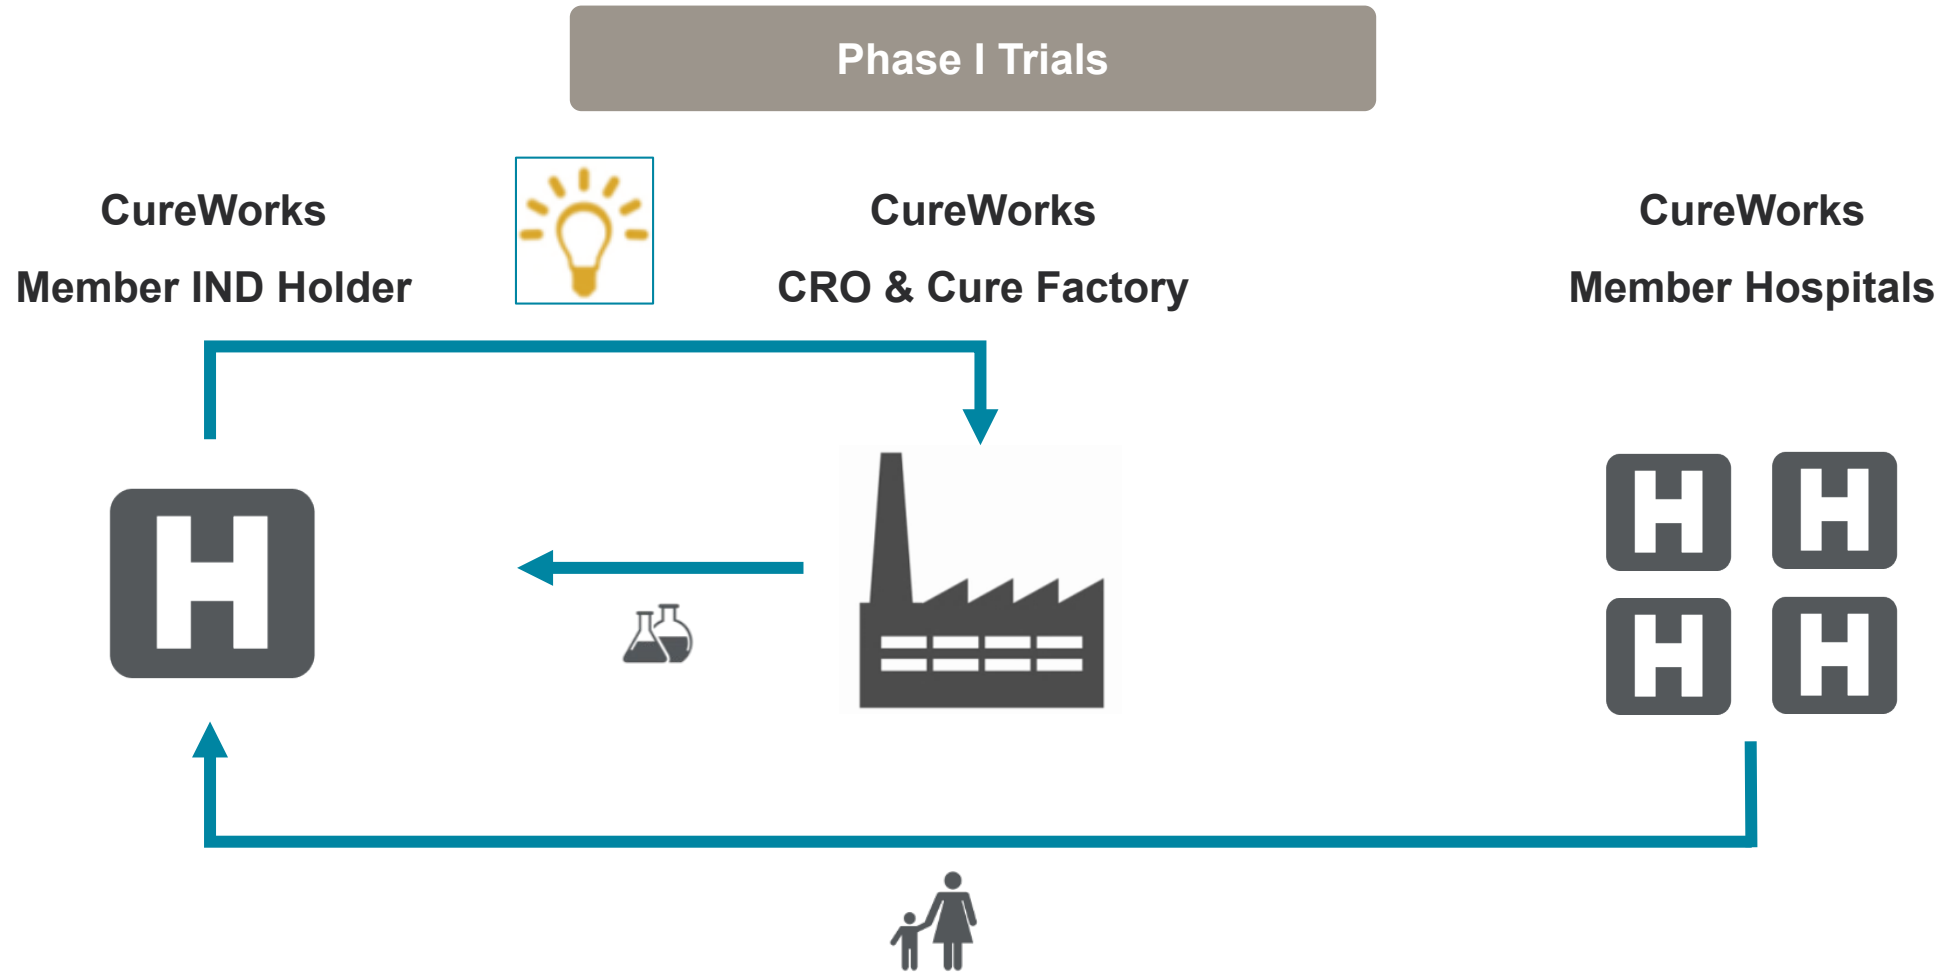 Phase I Trials
CureWorks
Member IND Holder
CureWorks
CRO & Cure Factory
CureWorks
Member Hospitals
H
H
H
H
H